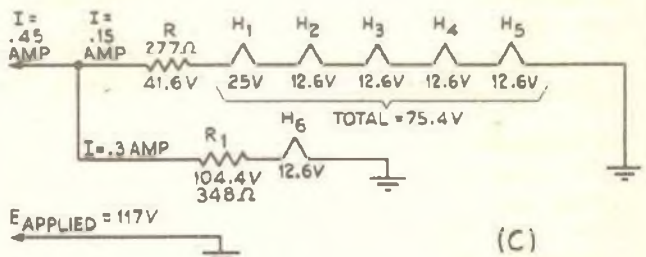 I = .45 AMP
I = .15 AMP
R
277Ω
41.6V
H1
H2
H3
H4
H5
25V
12.6V
12.6V
12.6V
12.6V
TOTAL = 75.4V
I = .3 AMP
R1
104.4V
348Ω
H6
12.6V
E APPLIED = 117V
(C)